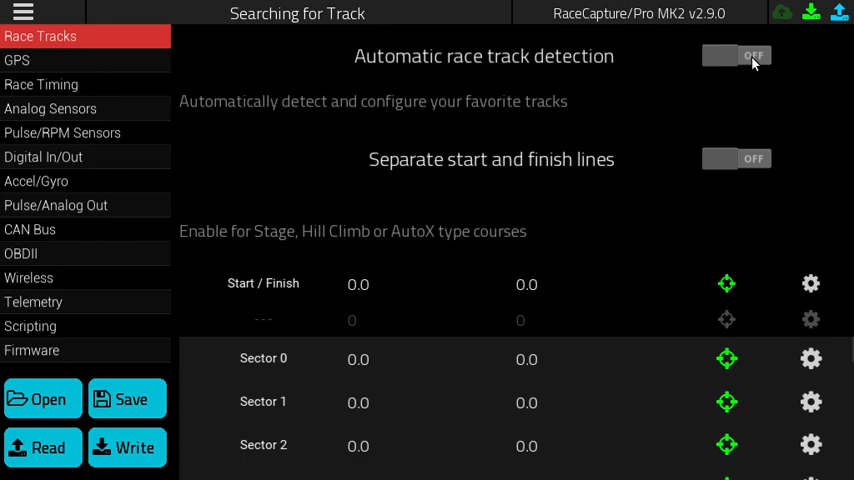 Searching for Track
RaceCapture/Pro MK2 v2.9.0
Race Tracks
GPS
Race Timing
Analog Sensors
Pulse/RPM Sensors
Digital In/Out
Accel/Gyro
Pulse/Analog Out
CAN Bus
OBDII
Wireless
Telemetry
Scripting
Firmware
Open
Save
Read
Write
Automatic race track detection
OFF
Automatically detect and configure your favorite tracks
Separate start and finish lines
OFF
Enable for Stage, Hill Climb or AutoX type courses
Start / Finish 0.0 0.0
--- 0 0
Sector 0 0.0 0.0
Sector 1 0.0 0.0
Sector 2 0.0 0.0